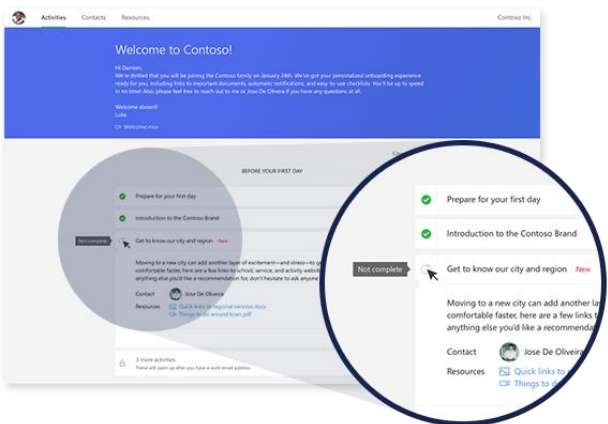 Activities Contacts Resources Contoso Inc.
Welcome to Contoso!
Hi Damien,
We're thrilled that you will be joining the Contoso family on January 24th. We've got your personalized onboarding experience
ready for you, including links to important documents, automatic notifications, and easy-to-use checklists. You'll be up to speed
in no time! Also, please feel free to reach out to me or Jose De Olivera if you have any questions at all.
Welcome aboard!
Luke
Welcome.mov
BEFORE YOUR FIRST DAY
Prepare for your first day
Introduction to the Contoso Brand
Not complete
Get to know our city and region New
Moving to a new city can add another layer of excitement—and stress—to
comfortable faster, here are a few links to school, service, and activity
anything else you'd like a recommendation for, don't hesitate to ask anyone
Contact Jose De Oliveira
Resources Quick links to regional services.docx
Things to do around town.pdf
3 more activities
These will open up after you have a work email address
Prepare for your first day
Introduction to the Contoso Brand
Not complete
Get to know our city and region New
Moving to a new city can add another
comfortable faster, here are a few links
anything else you'd like a
Contact Jose De Oliveira
Resources Quick links to
Things to